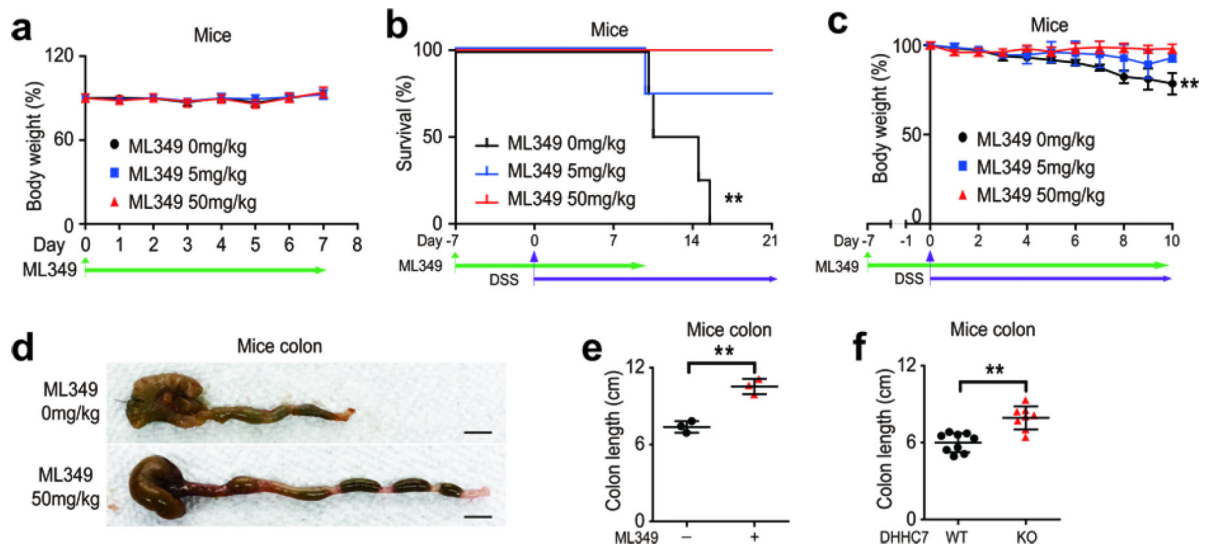 a
Mice
Body weight (%)
120
60
0
ML349 0mg/kg
ML349 5mg/kg
ML349 50mg/kg
Day 0 1 2 3 4 5 6 7 8
ML349
b
Mice
Survival (%)
100
50
0
ML349 0mg/kg
ML349 5mg/kg
ML349 50mg/kg
Day -7 0 7 14 21
ML349
DSS
c
Mice
Body weight (%)
100
50
0
**
ML349 0mg/kg
ML349 5mg/kg
ML349 50mg/kg
Day -7 -1 0 2 4 6 8 10
ML349
DSS
**
d
Mice colon
ML349
0mg/kg
ML349
50mg/kg
e
Mice colon
**
Colon length (cm)
12
6
0
ML349 − +
f
Mice colon
**
Colon length (cm)
12
6
0
DHHC7 WT KO